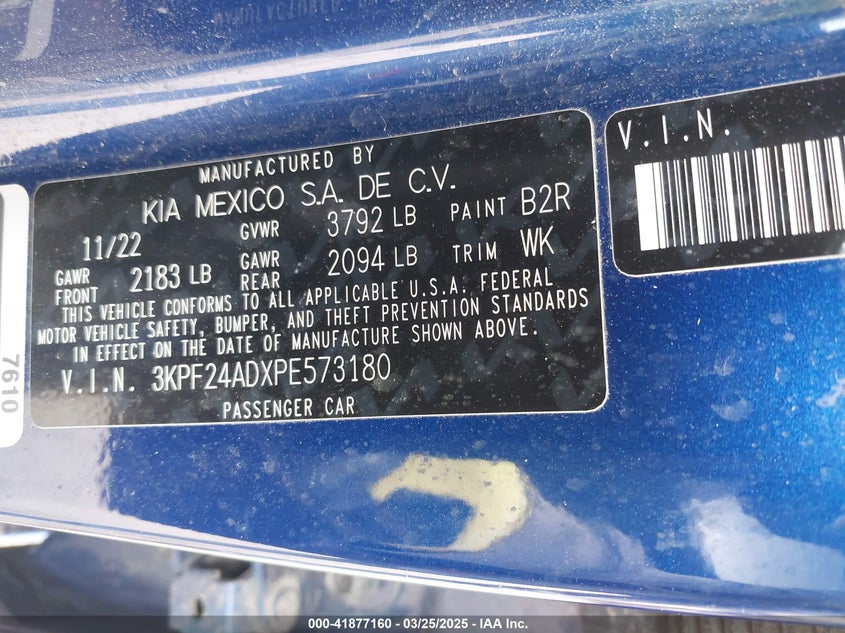 MANUFACTURED BY
KIA MEXICO S.A. DE C.V.
11/22 GVWR 3792 LB PAINT B2R
GAWR FRONT 2183 LB GAWR REAR 2094 LB TRIM WK
THIS VEHICLE CONFORMS TO ALL APPLICABLE U.S.A. FEDERAL
MOTOR VEHICLE SAFETY, BUMPER, AND THEFT PREVENTION STANDARDS
IN EFFECT ON THE DATE OF MANUFACTURE SHOWN ABOVE.
V.I.N. 3KPF24ADXPE573180
PASSENGER CAR
V.I.N.
7610
000-41877160 - 03/25/2025 - IAA Inc.